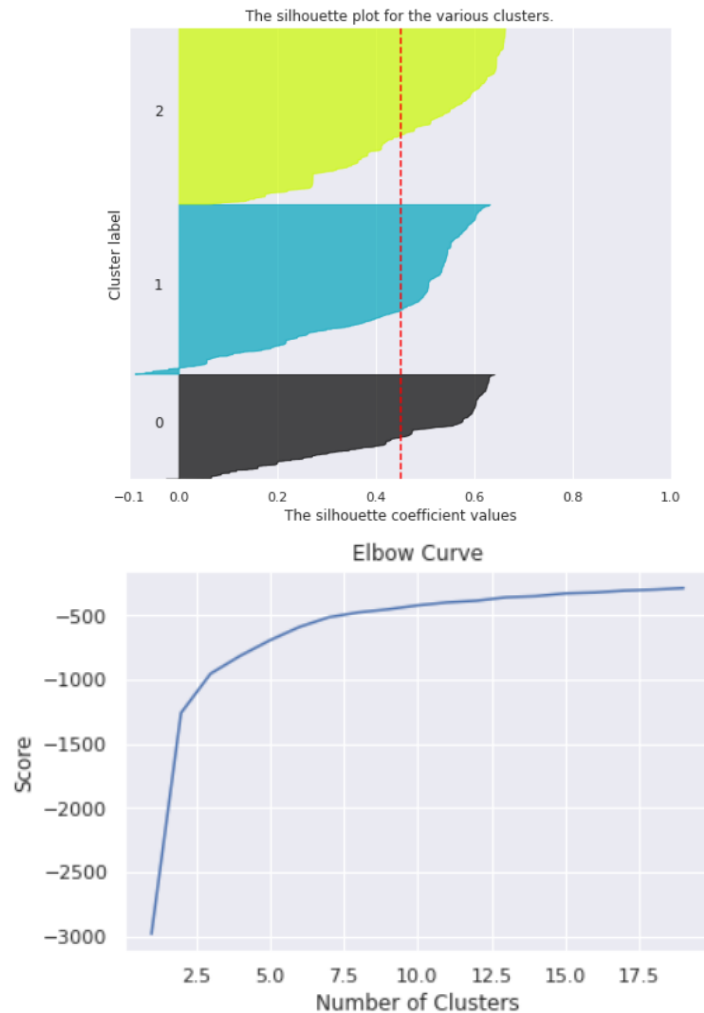 The silhouette plot for the various clusters.
Cluster label
2
1
0
−0.1 0.0 0.2 0.4 0.6 0.8 1.0
The silhouette coefficient values
Elbow Curve
Score
−500
−1000
−1500
−2000
−2500
−3000
2.5 5.0 7.5 10.0 12.5 15.0 17.5
Number of Clusters